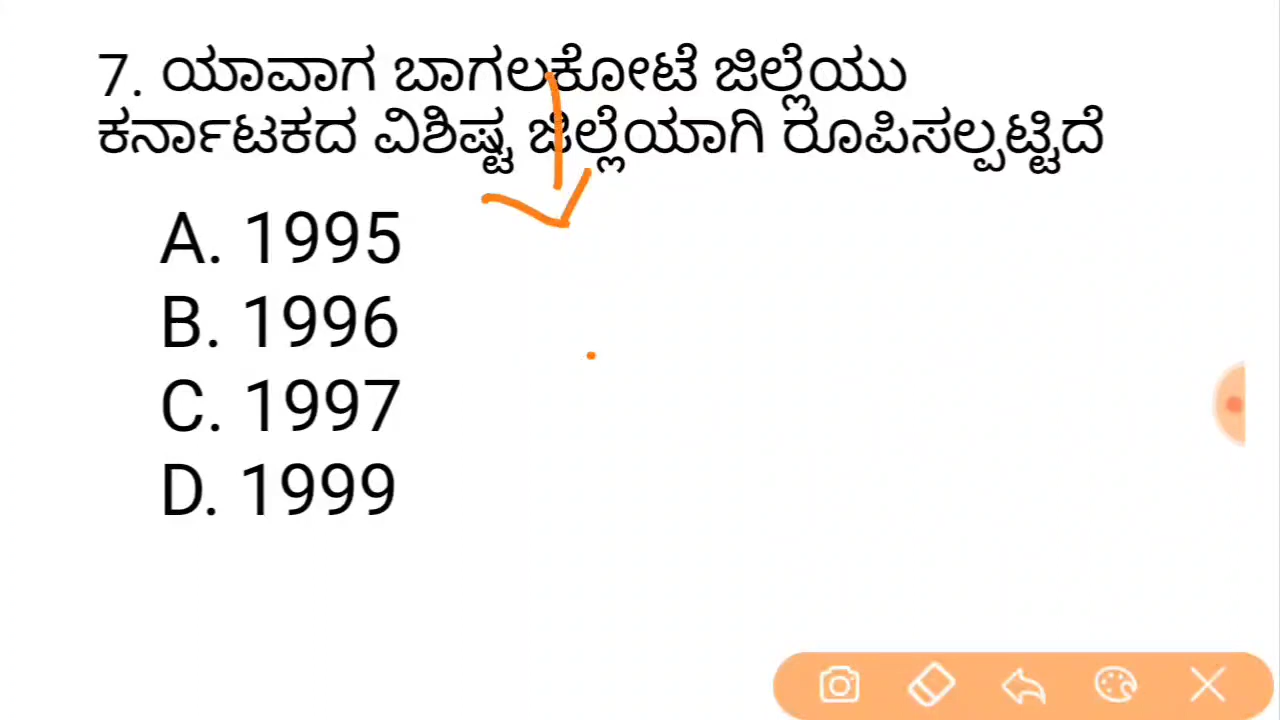 7. ಯಾವಾಗ ಬಾಗಲಕೋಟೆ ಜಿಲ್ಲೆಯು
ಕರ್ನಾಟಕದ ವಿಶಿಷ್ಟ ಜಿಲ್ಲೆಯಾಗಿ ರೂಪಿಸಲ್ಪಟ್ಟಿದೆ
A. 1995
B. 1996
C. 1997
D. 1999